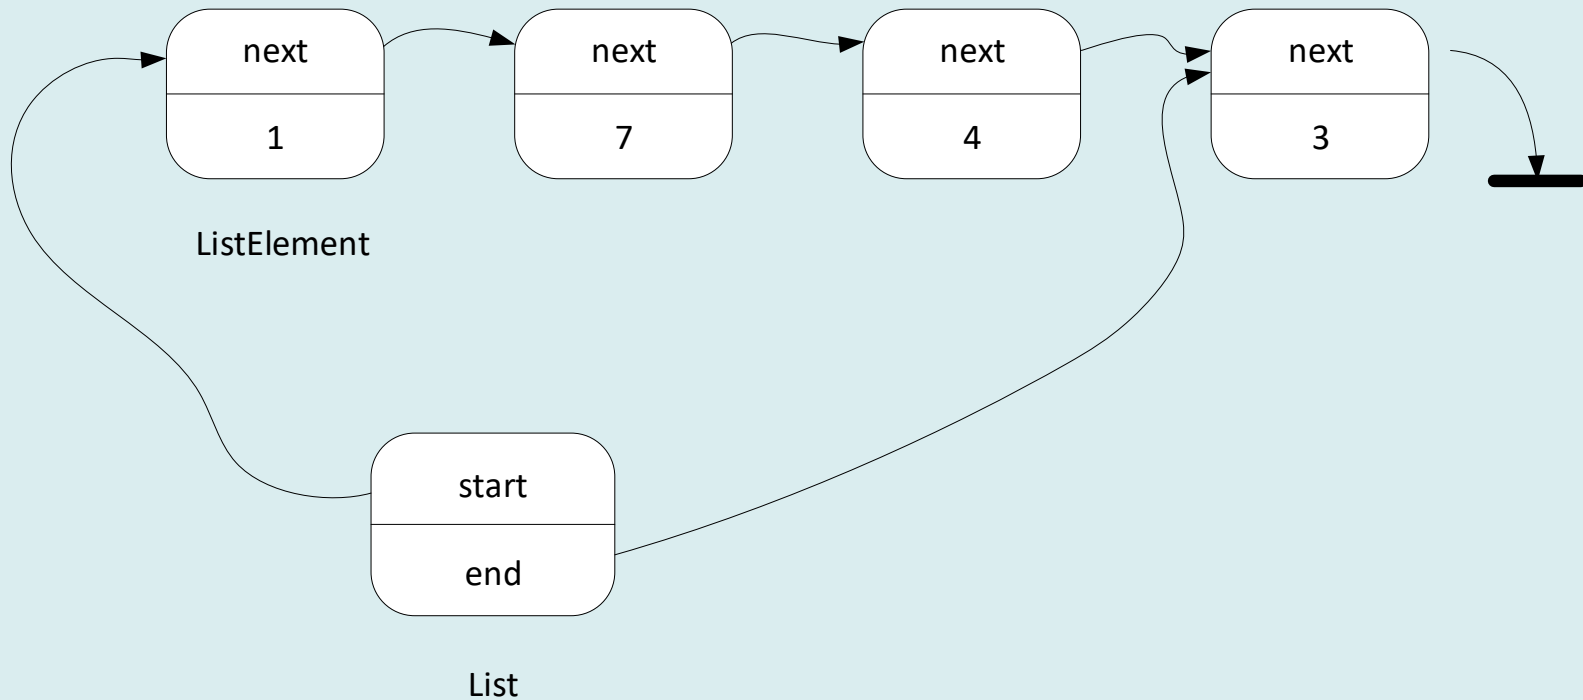 next next next next
1 7 4 3
ListElement
start
end
List